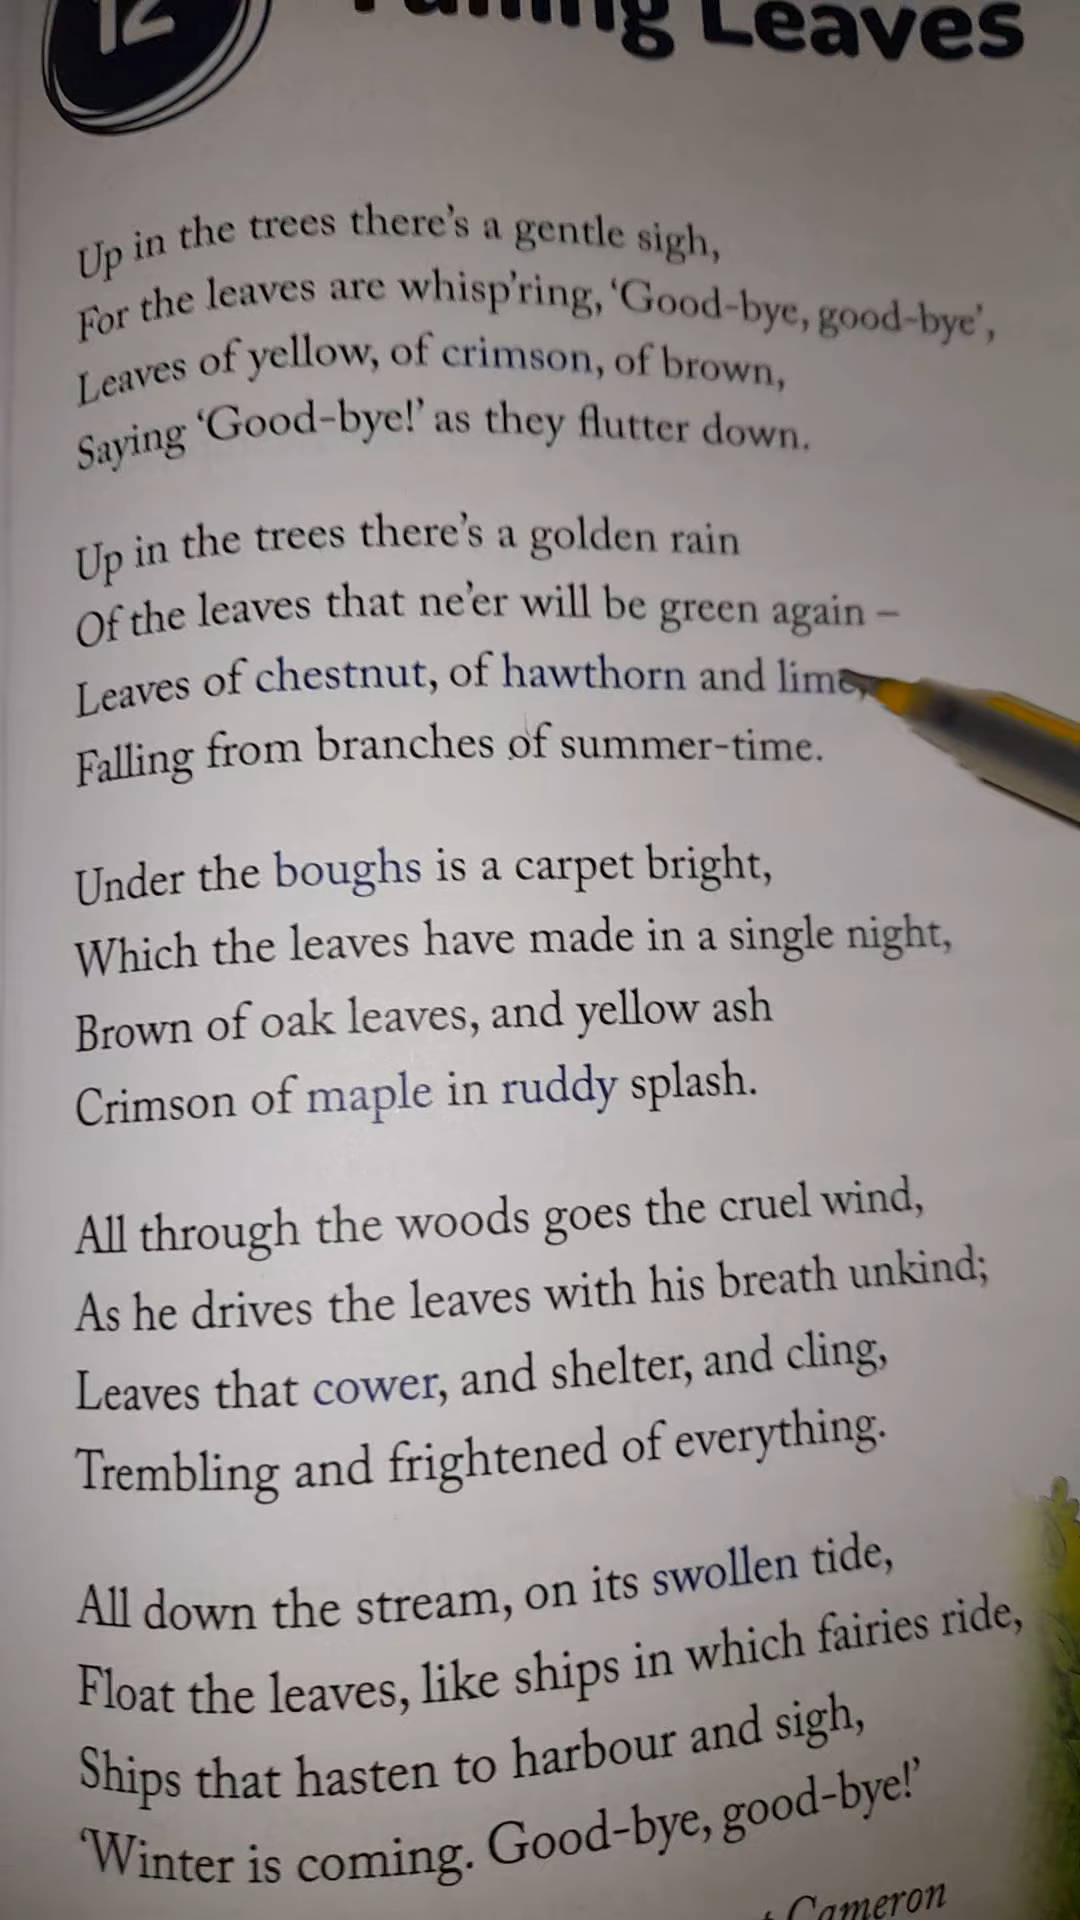 12
Falling Leaves
Up in the trees there's a gentle sigh,
For the leaves are whisp'ring, 'Good-bye, good-bye',
Leaves of yellow, of crimson, of brown,
Saying 'Good-bye!' as they flutter down.
Up in the trees there's a golden rain
Of the leaves that ne'er will be green again –
Leaves of chestnut, of hawthorn and lime,
Falling from branches of summer-time.
Under the boughs is a carpet bright,
Which the leaves have made in a single night,
Brown of oak leaves, and yellow ash
Crimson of maple in ruddy splash.
All through the woods goes the cruel wind,
As he drives the leaves with his breath unkind;
Leaves that cower, and shelter, and cling,
Trembling and frightened of everything.
All down the stream, on its swollen tide,
Float the leaves, like ships in which fairies ride,
Ships that hasten to harbour and sigh,
'Winter is coming. Good-bye, good-bye!'
Cameron